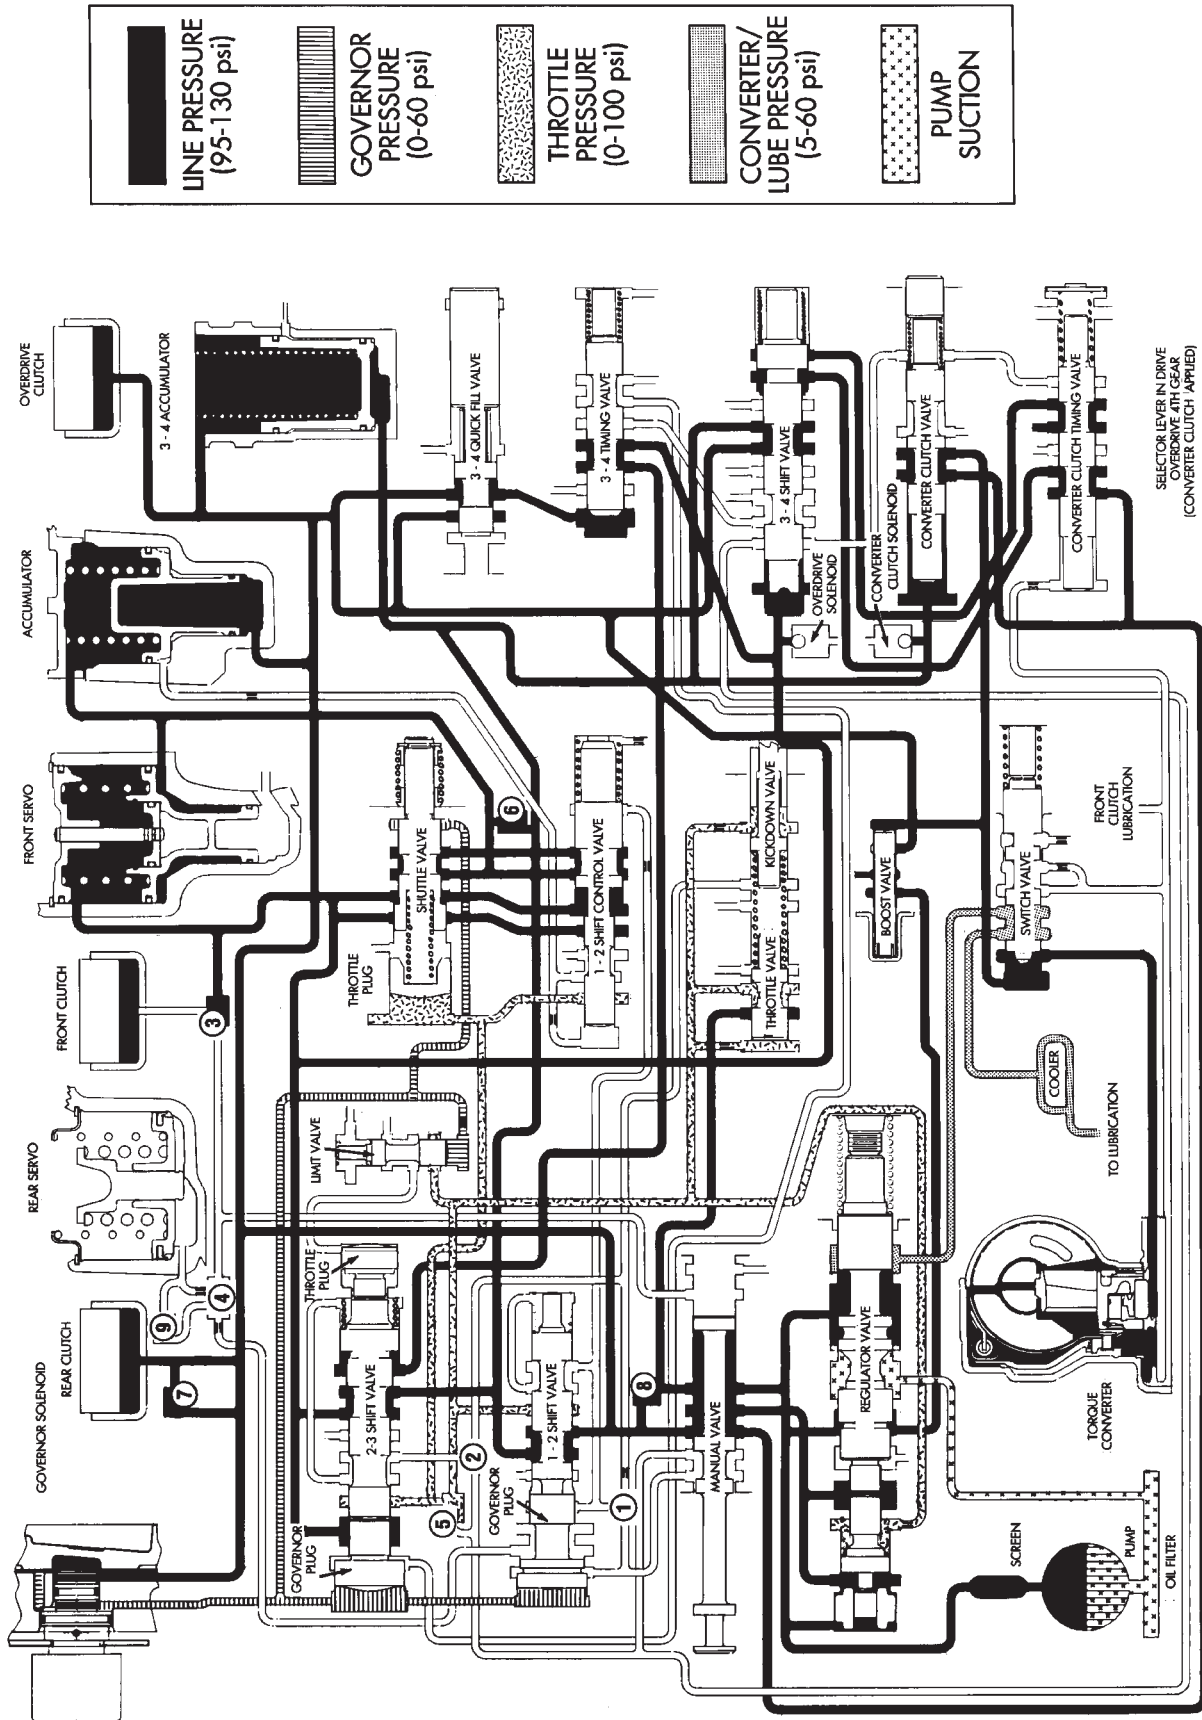 LINE PRESSURE
(95-130 psi)
GOVERNOR
PRESSURE
(0-60 psi)
THROTTLE
PRESSURE
(0-100 psi)
CONVERTER/
LUBE PRESSURE
(5-60 psi)
PUMP
SUCTION
GOVERNOR SOLENOID
REAR CLUTCH
REAR SERVO
FRONT CLUTCH
FRONT SERVO
ACCUMULATOR
OVERDRIVE
CLUTCH
3 - 4 ACCUMULATOR
7
9
4
3
GOVERNOR
PLUG
2-3 SHIFT VALVE
THROTTLE
PLUG
LIMIT VALVE
THROTTLE
PLUG
SHUTTLE VALVE
6
3 - 4 QUICK FILL VALVE
5
2
GOVERNOR
PLUG
1 - 2 SHIFT VALVE
1 - 2 SHIFT CONTROL VALVE
3 - 4 TIMING VALVE
1
8
MANUAL VALVE
THROTTLE VALVE
KICKDOWN VALVE
OVERDRIVE
SOLENOID
3 - 4 SHIFT VALVE
REGULATOR VALVE
BOOST VALVE
CONVERTER
CLUTCH SOLENOID
CONVERTER CLUTCH VALVE
SCREEN
SWITCH VALVE
CONVERTER CLUTCH TIMING VALVE
COOLER
TO LUBRICATION
FRONT
CLUTCH
LUBRICATION
PUMP
OIL FILTER
TORQUE
CONVERTER
SELECTOR LEVER IN DRIVE
OVERDRIVE 4TH GEAR
(CONVERTER CLUTCH APPLIED)